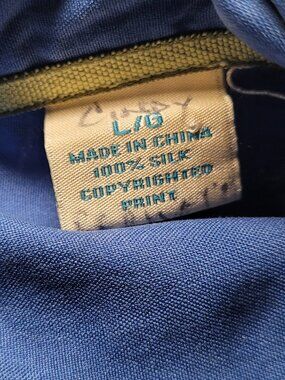 CINDY
L/G
MADE IN CHINA
100% SILK
COPYRIGHTED
PRINT